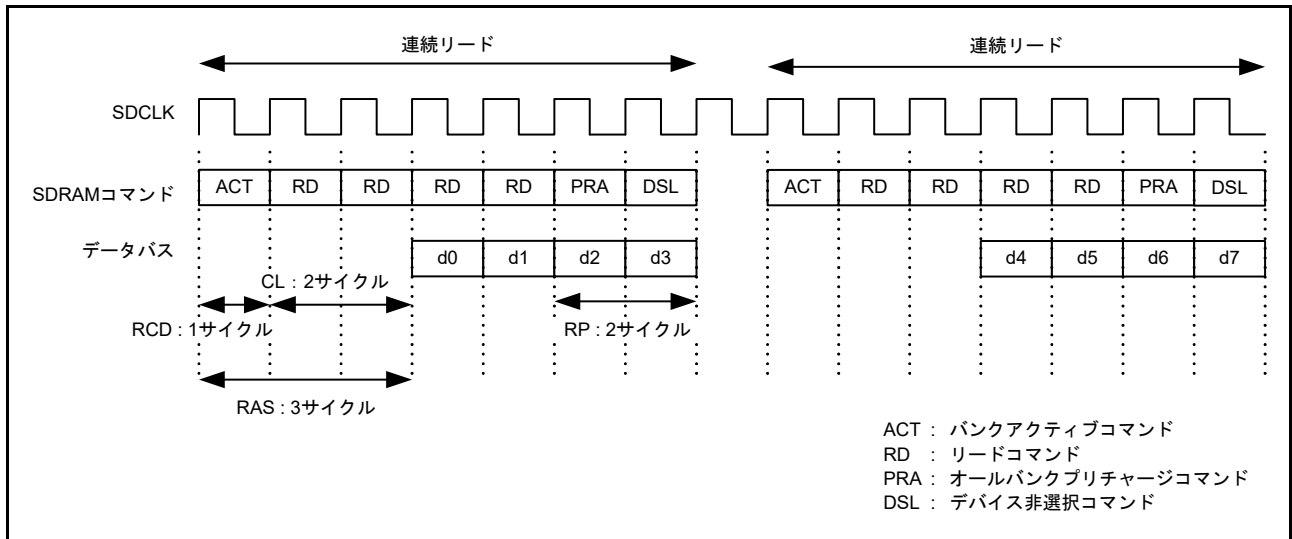 連続リード 連続リード
SDCLK
SDRAMコマンド ACT RD RD RD RD PRA DSL ACT RD RD RD RD PRA DSL
データバス d0 d1 d2 d3 d4 d5 d6 d7
CL : 2サイクル
RCD : 1サイクル RP : 2サイクル
RAS : 3サイクル
ACT : バンクアクティブコマンド
RD : リードコマンド
PRA : オールバンクプリチャージコマンド
DSL : デバイス非選択コマンド